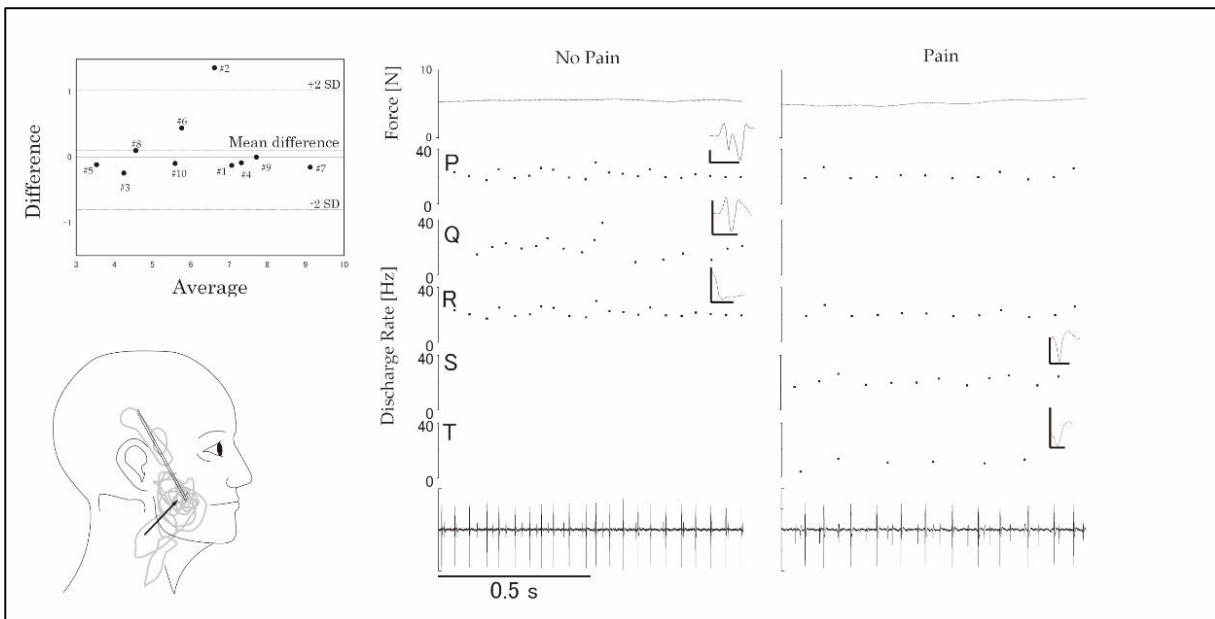 No Pain
Pain
+2 SD
Mean difference
-2 SD
#2
#6
#8
#5
#3
#10
#1
#4
#9
#7
1
0
-1
3 4 5 6 7 8 9 10
Difference
Average
Force [N]
10
0
Discharge Rate [Hz]
40
P
0
40
Q
0
40
R
0
40
S
0
40
T
0
0.5 s